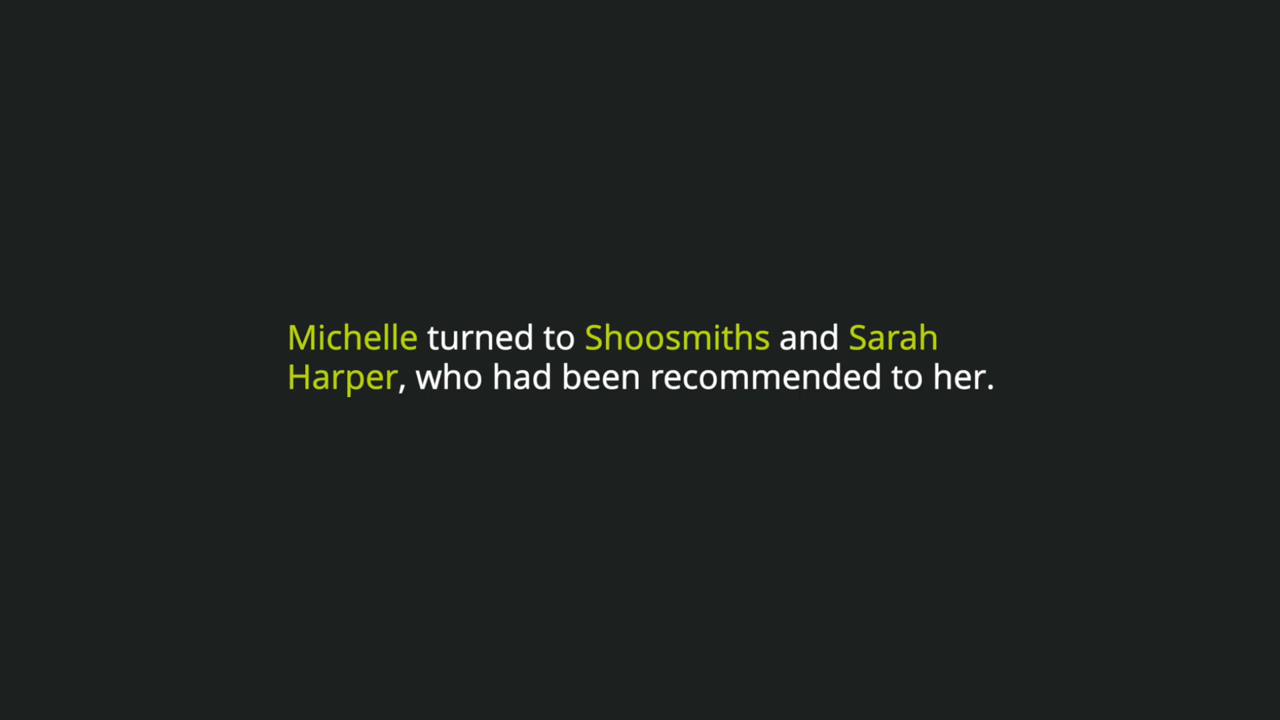 Michelle turned to Shoosmiths and Sarah
Harper, who had been recommended to her.